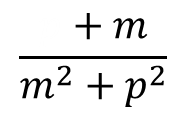 + m
m² + p²